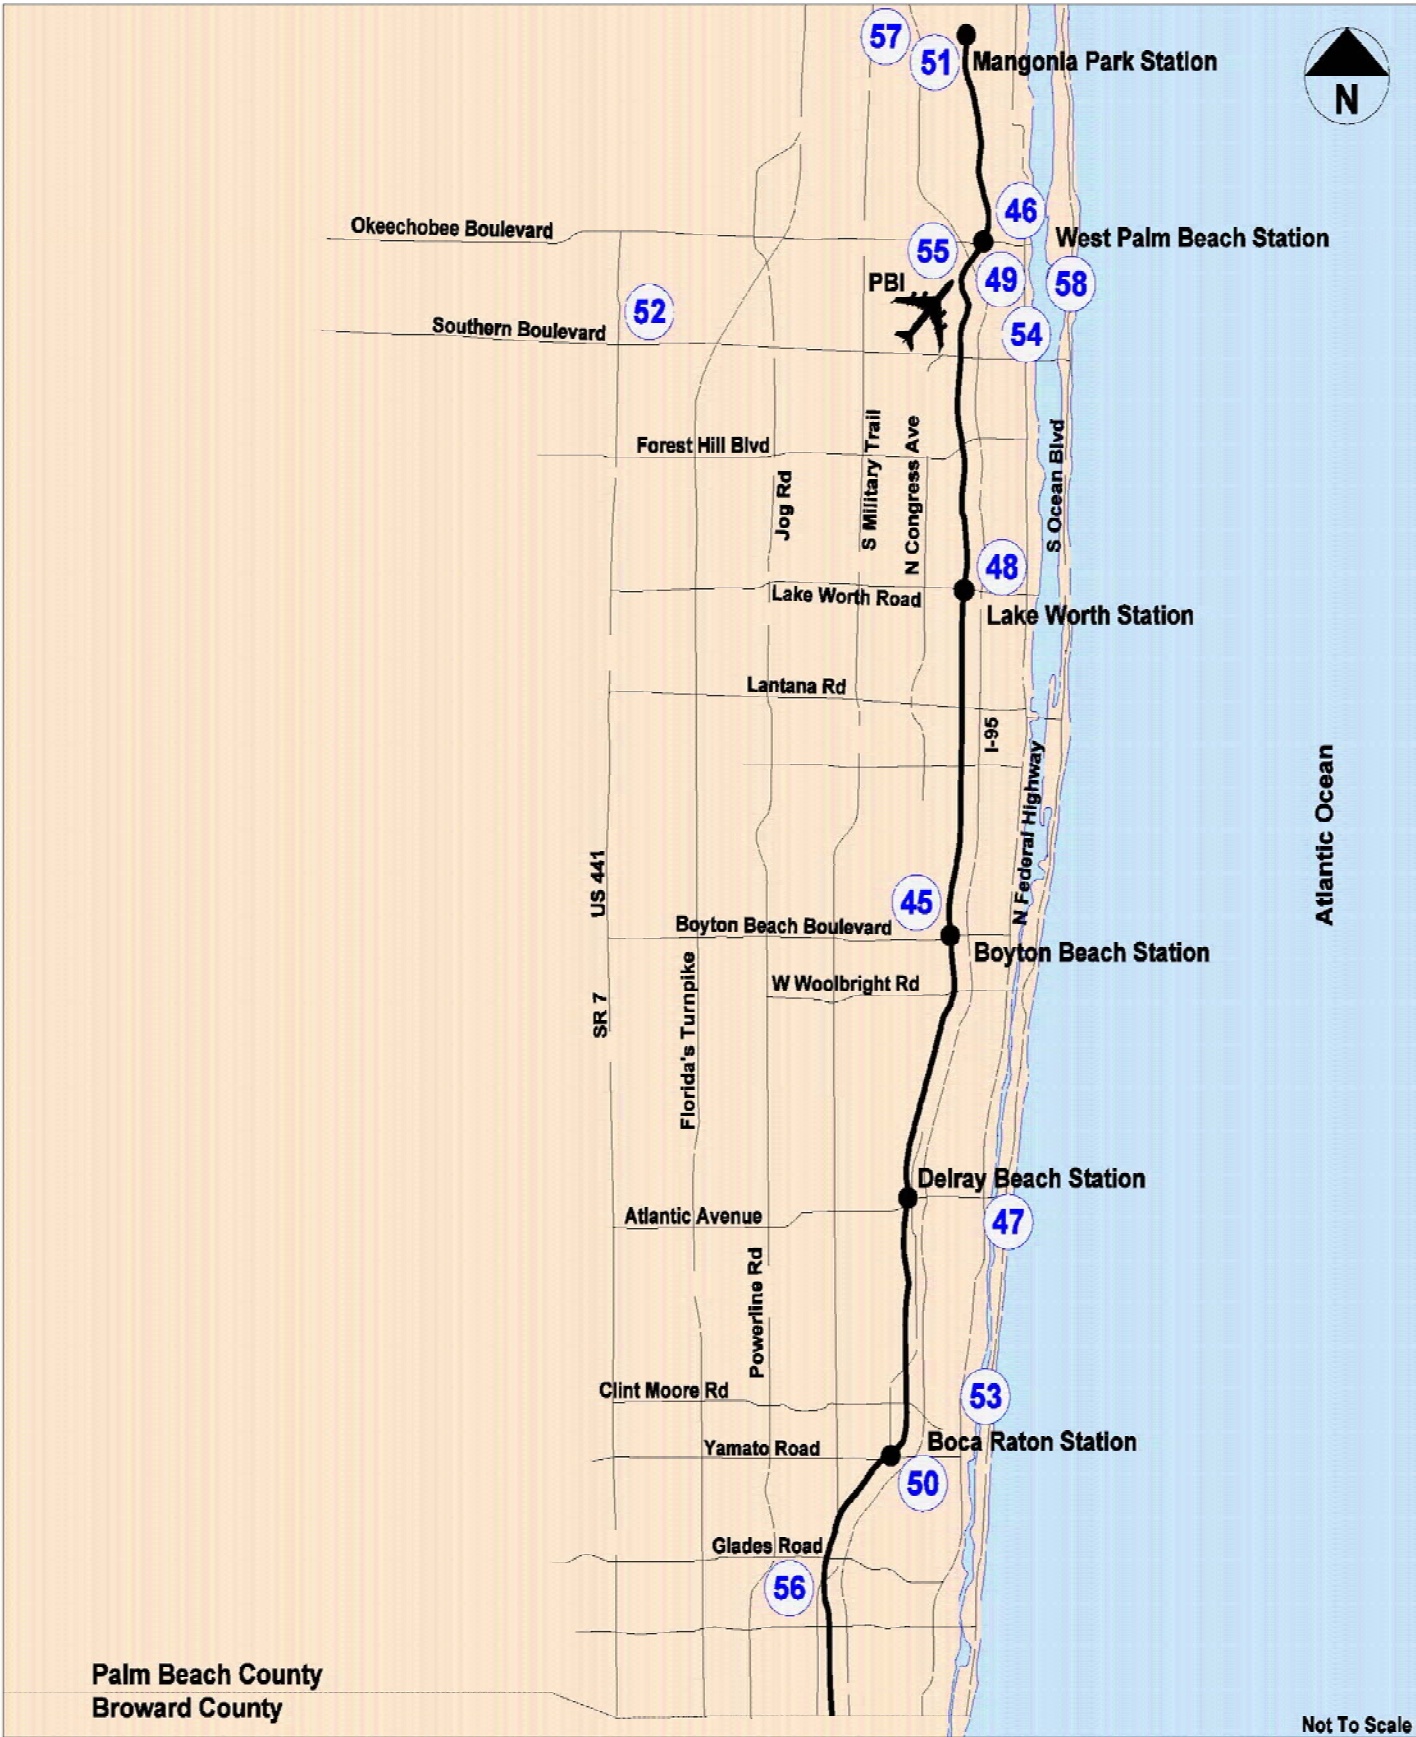 57
51
Mangonia Park Station
N
46
Okeechobee Boulevard
55
West Palm Beach Station
PBI
49
58
52
Southern Boulevard
54
Forest Hill Blvd
S Military Trail
N Congress Ave
S Ocean Blvd
Jog Rd
48
Lake Worth Road
Lake Worth Station
Lantana Rd
I-95
N Federal Highway
Atlantic Ocean
US 441
45
Boyton Beach Boulevard
Boyton Beach Station
W Woolbright Rd
SR 7
Florida's Turnpike
Delray Beach Station
Atlantic Avenue
47
Powerline Rd
Clint Moore Rd
53
Yamato Road
Boca Raton Station
50
Glades Road
56
Palm Beach County
Broward County
Not To Scale